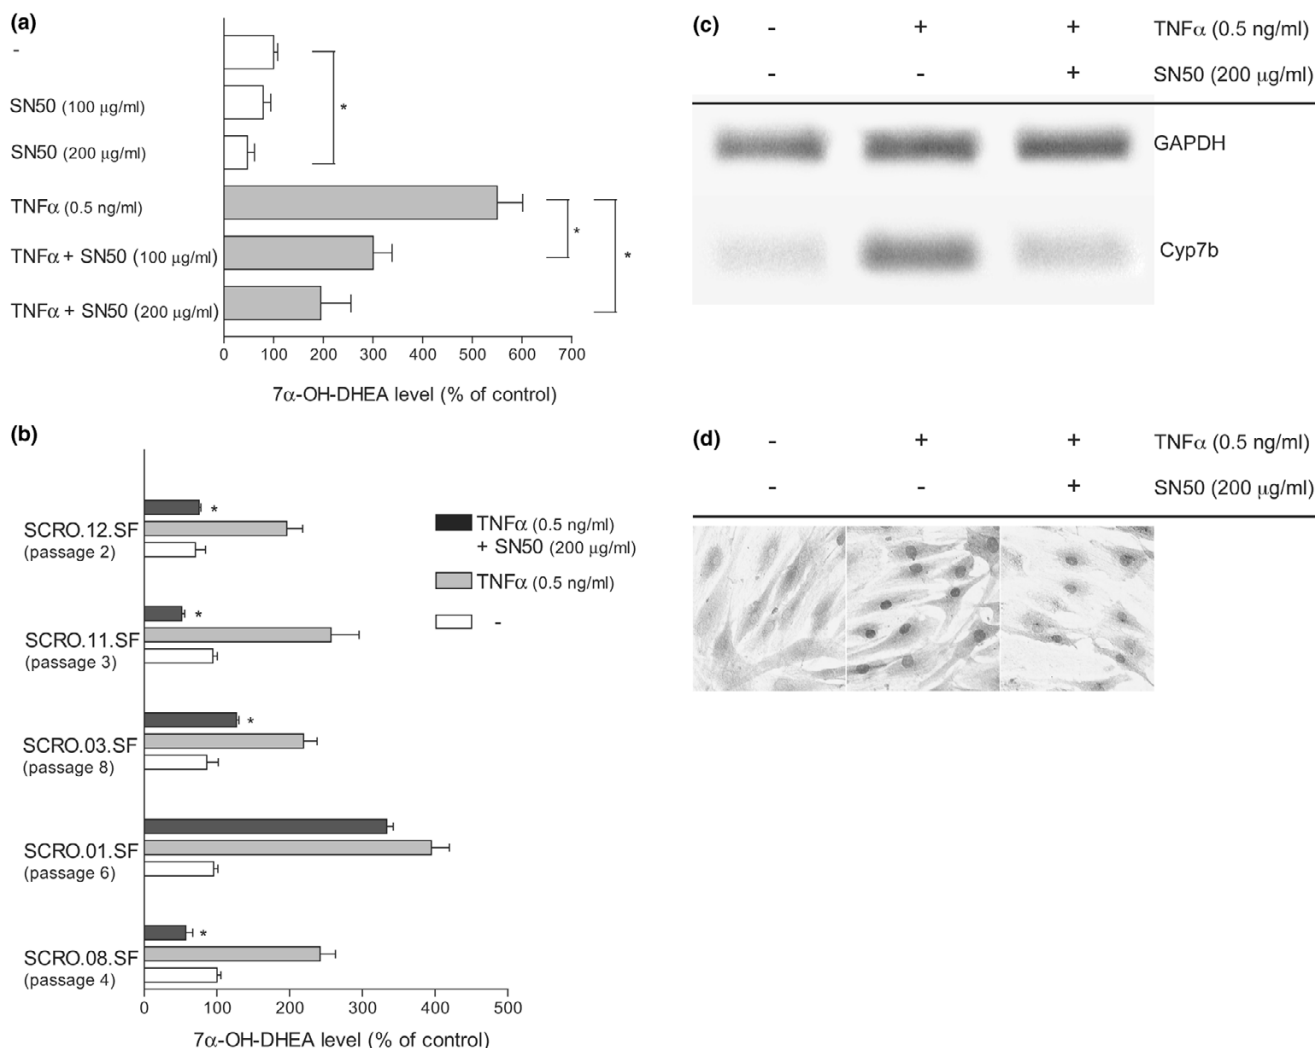 (a)
-
SN50 (100 μg/ml)
*
SN50 (200 μg/ml)
TNFα (0.5 ng/ml)
*
TNFα + SN50 (100 μg/ml)
*
TNFα + SN50 (200 μg/ml)
0 100 200 300 400 500 600 700
7α-OH-DHEA level (% of control)
(b)
SCRO.12.SF
(passage 2)
*
SCRO.11.SF
(passage 3)
*
SCRO.03.SF
(passage 8)
*
SCRO.01.SF
(passage 6)
SCRO.08.SF
(passage 4)
*
TNFα (0.5 ng/ml)
+ SN50 (200 μg/ml)
TNFα (0.5 ng/ml)
-
0 100 200 300 400 500
7α-OH-DHEA level (% of control)
(c) - + + TNFα (0.5 ng/ml)
- - + SN50 (200 μg/ml)
GAPDH
Cyp7b
(d) - + + TNFα (0.5 ng/ml)
- - + SN50 (200 μg/ml)